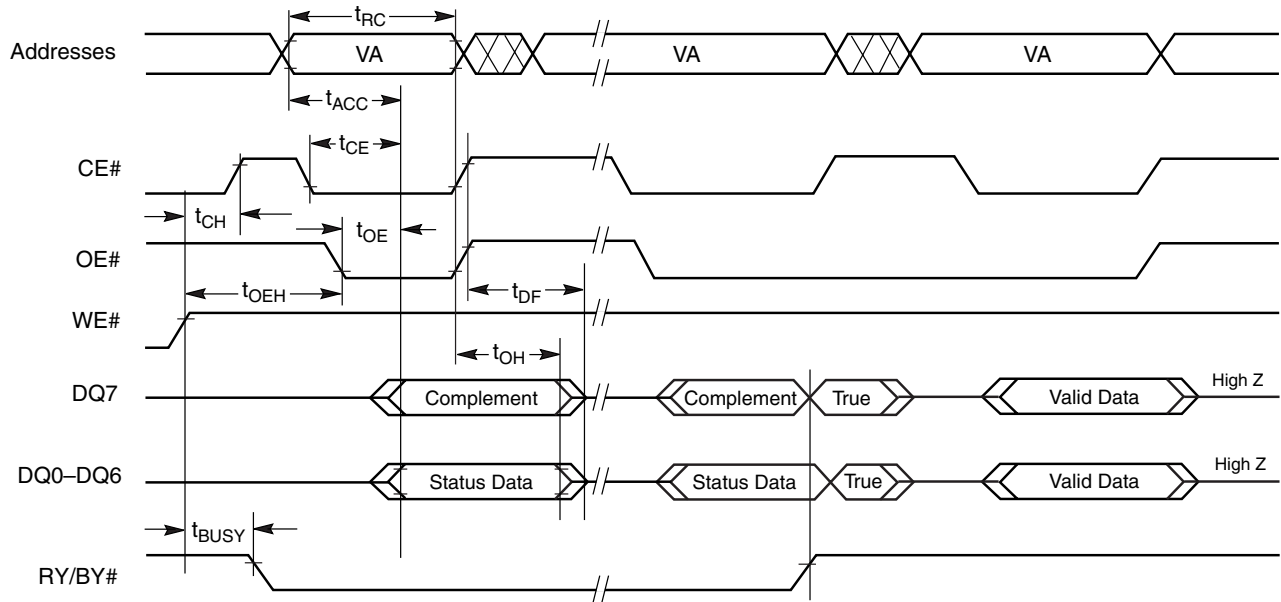 tRC
Addresses VA VA VA
tACC
tCE
CE#
tCH tOE
OE#
tOEH tDF
WE#
tOH
DQ7 Complement Complement True Valid Data High Z
DQ0–DQ6 Status Data Status Data True Valid Data High Z
tBUSY
RY/BY#